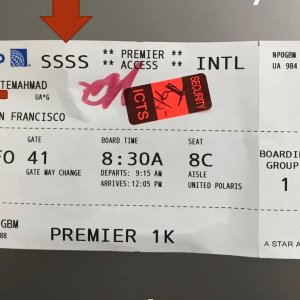 SSSS ** PREMIER ** INTL NPOGBM
** ACCESS ** UA 984
TEMAHMAD
UA*G
N FRANCISCO
SECURITY
ICTS
GATE BOARD TIME SEAT BOARDI
FO 41 8:30A 8C GROUP
GATE MAY CHANGE DEPARTS: 9:15 AM AISLE 1
ARRIVES: 12:05 PM UNITED POLARIS
GBM
88 PREMIER 1K A STAR A